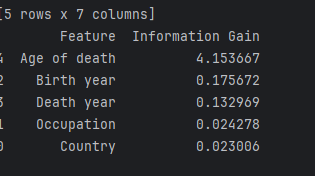 [5 rows x 7 columns]
Feature Information Gain
4 Age of death 4.153667
2 Birth year 0.175672
3 Death year 0.132969
1 Occupation 0.024278
0 Country 0.023006